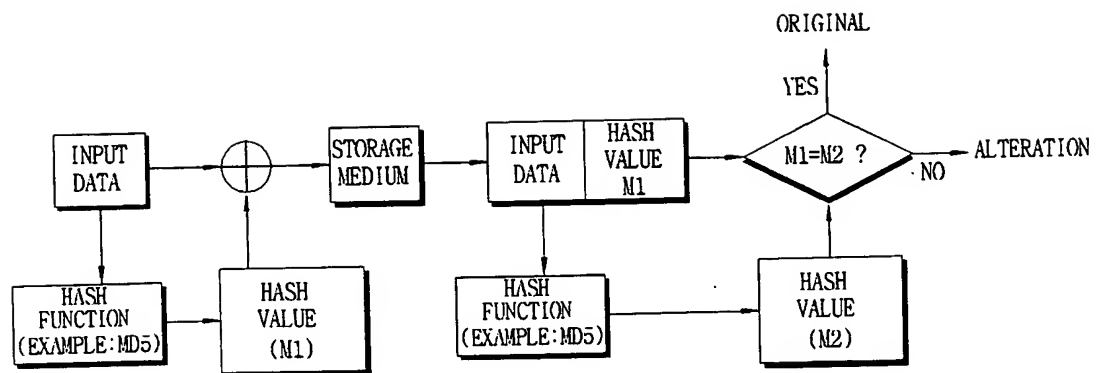 ORIGINAL
YES
INPUT
DATA
STORAGE
MEDIUM
INPUT
DATA
HASH
VALUE
M1
M1=M2 ?
NO
ALTERATION
HASH
FUNCTION
(EXAMPLE:MD5)
HASH
VALUE
(M1)
HASH
FUNCTION
(EXAMPLE:MD5)
HASH
VALUE
(M2)